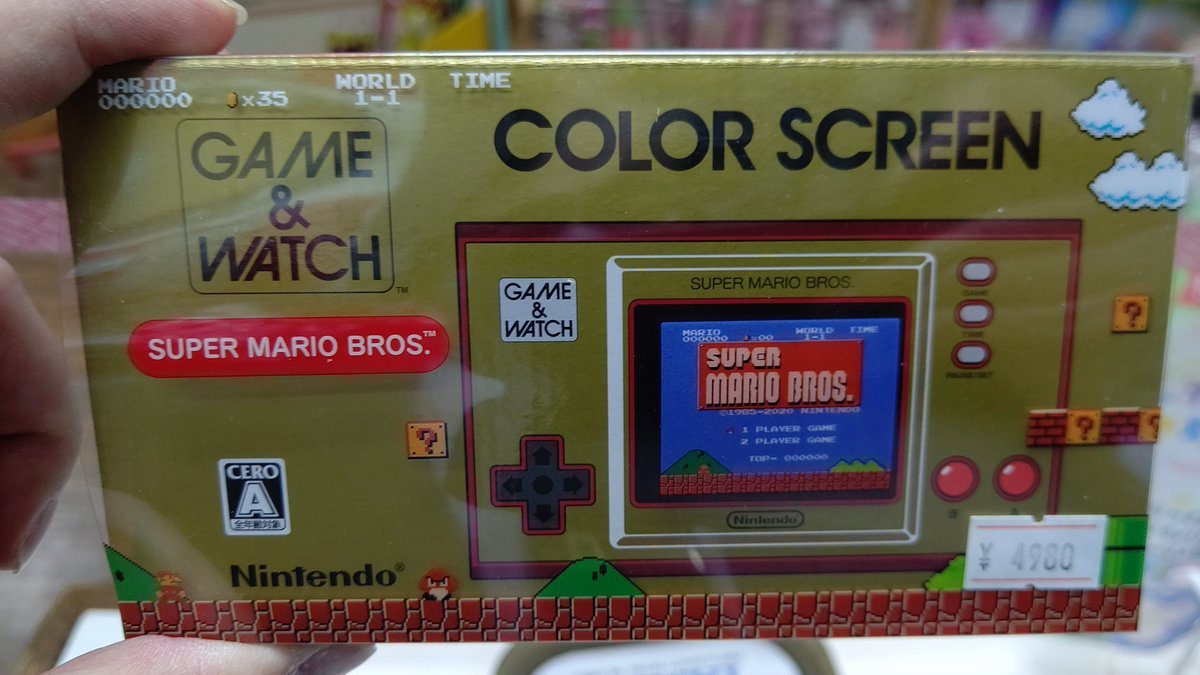 MARIO WORLD TIME
000000 ×35 1-1
COLOR SCREEN
GAME
&
WATCH™
SUPER MARIO BROS.™
CERO
A
全年齢対象
Nintendo®
GAME
&
WATCH
SUPER MARIO BROS.
MARIO WORLD TIME
000000 ×00 1-1
SUPER
MARIO BROS.
©1985-2020 NINTENDO
1 PLAYER GAME
2 PLAYER GAME
TOP- 000000
Nintendo
GAME
TIME
PAUSE/SET
B A
?
?
?
?
¥ 4980